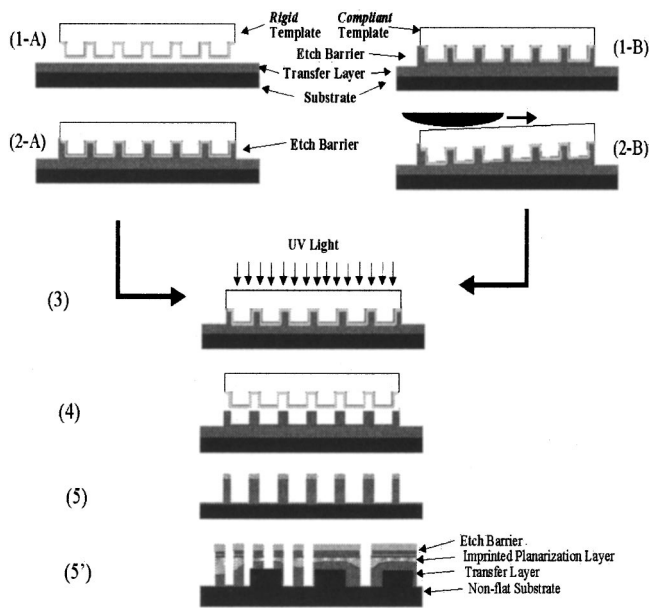 Rigid
Template
Compliant
Template
(1-A)
(1-B)
Etch Barrier
Transfer Layer
Substrate
(2-A)
Etch Barrier
(2-B)
UV Light
(3)
(4)
(5)
(5’)
Etch Barrier
Imprinted Planarization Layer
Transfer Layer
Non-flat Substrate